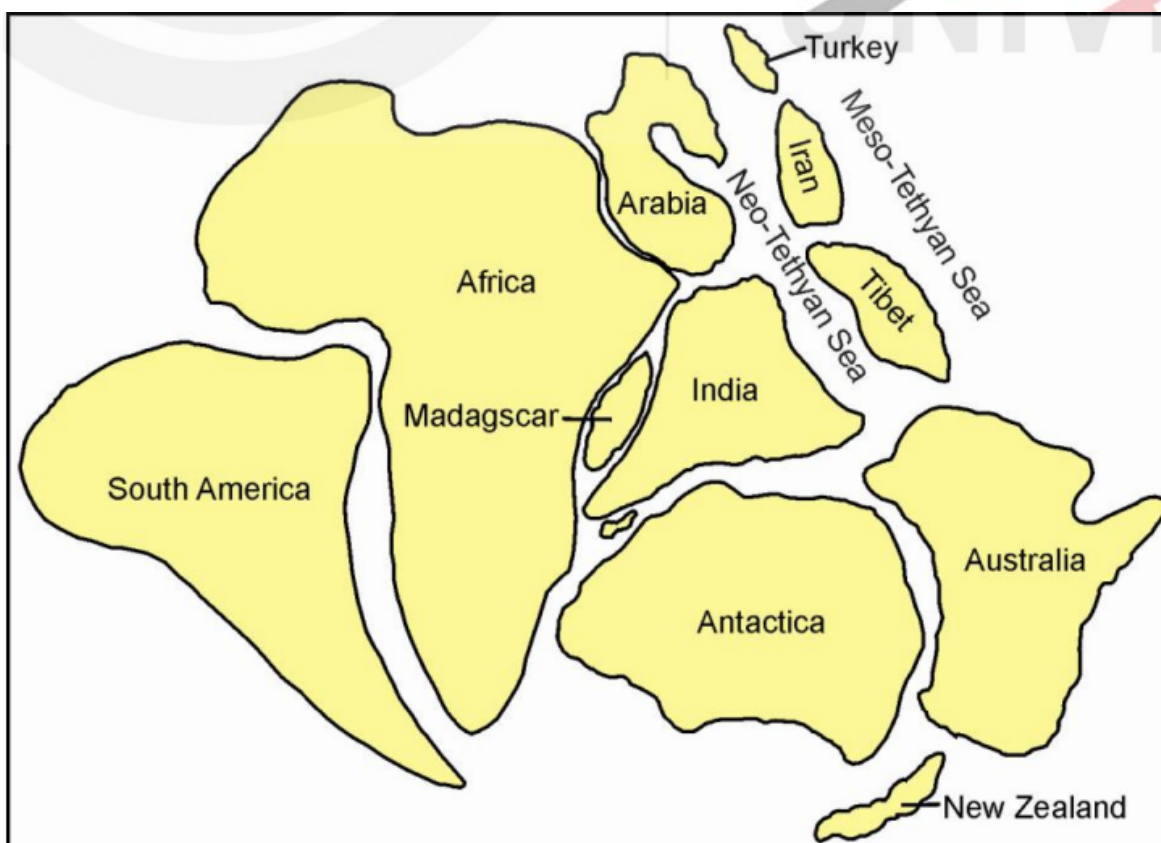 Turkey
Meso-Tethyan Sea
Iran
Arabia
Neo-Tethyan Sea
Africa
Tibet
India
Madagscar
South America
Australia
Antactica
New Zealand